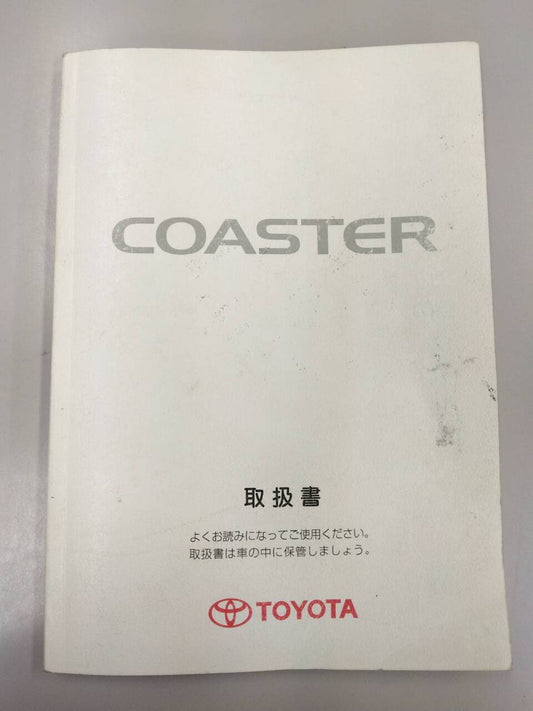 COASTER
取扱書
よくお読みになってご使用ください。
取扱書は車の中に保管しましょう。
TOYOTA